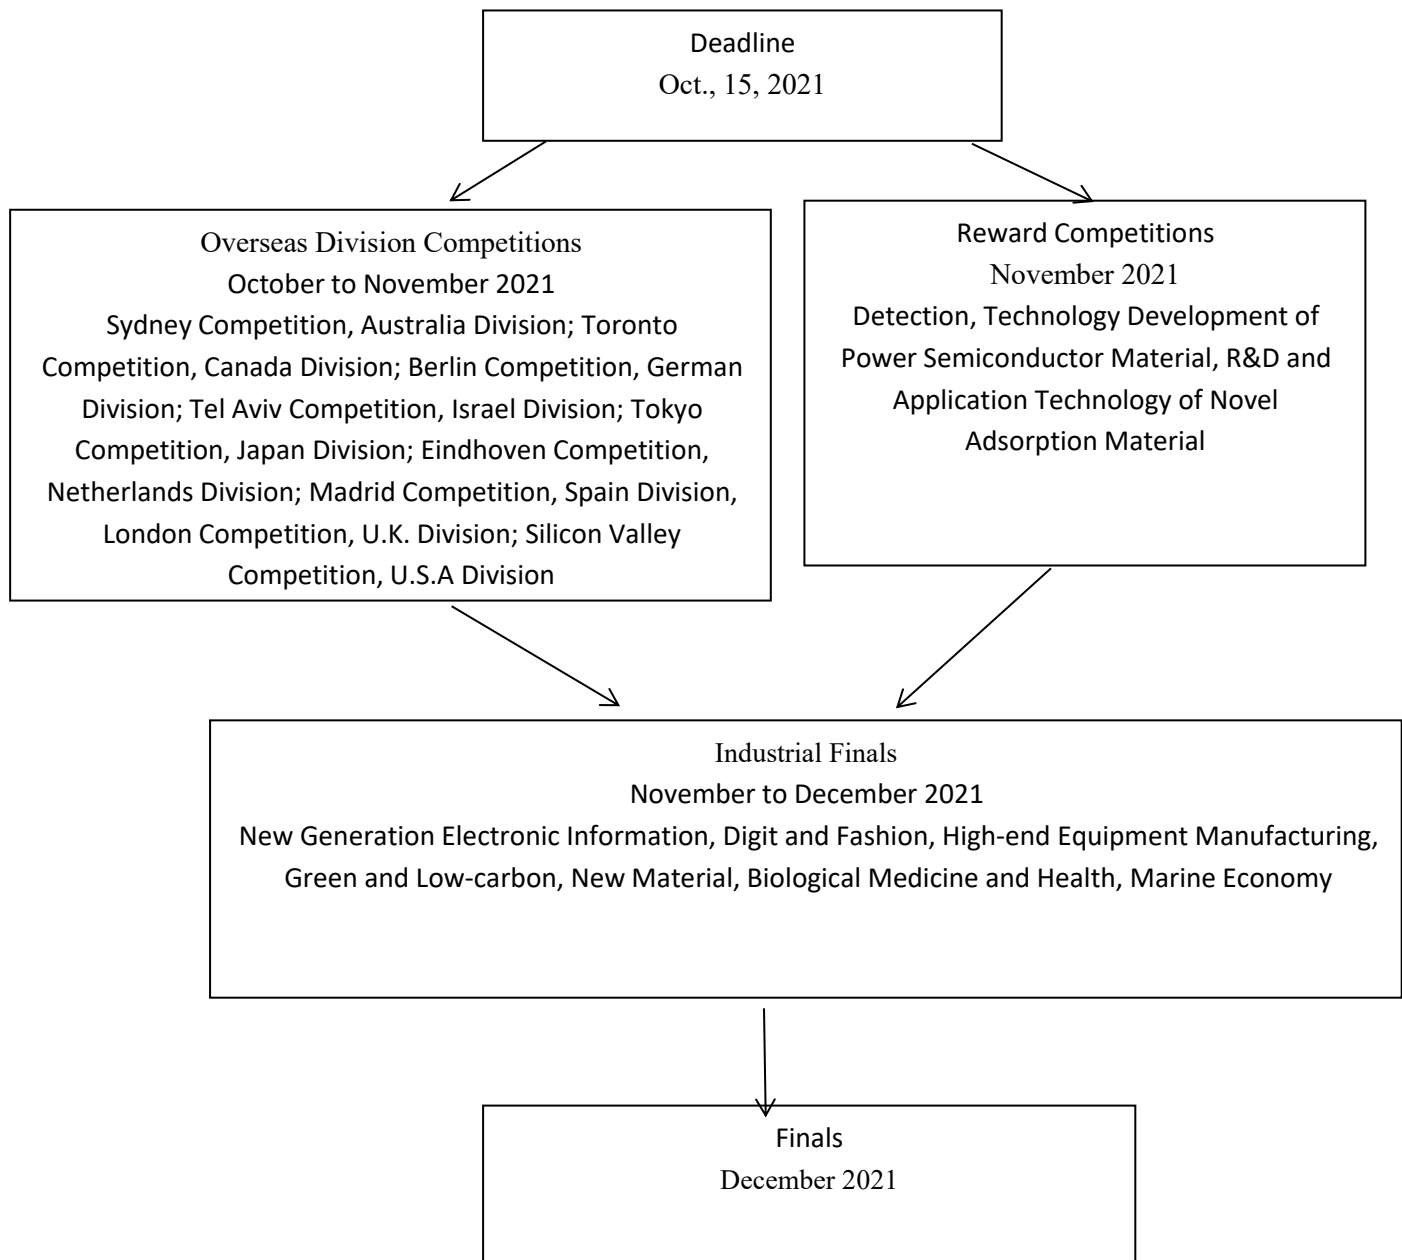 Deadline
Oct., 15, 2021
Overseas Division Competitions
October to November 2021
Sydney Competition, Australia Division; Toronto
Competition, Canada Division; Berlin Competition, German
Division; Tel Aviv Competition, Israel Division; Tokyo
Competition, Japan Division; Eindhoven Competition,
Netherlands Division; Madrid Competition, Spain Division,
London Competition, U.K. Division; Silicon Valley
Competition, U.S.A Division
Reward Competitions
November 2021
Detection, Technology Development of
Power Semiconductor Material, R&D and
Application Technology of Novel
Adsorption Material
Industrial Finals
November to December 2021
New Generation Electronic Information, Digit and Fashion, High-end Equipment Manufacturing,
Green and Low-carbon, New Material, Biological Medicine and Health, Marine Economy
Finals
December 2021